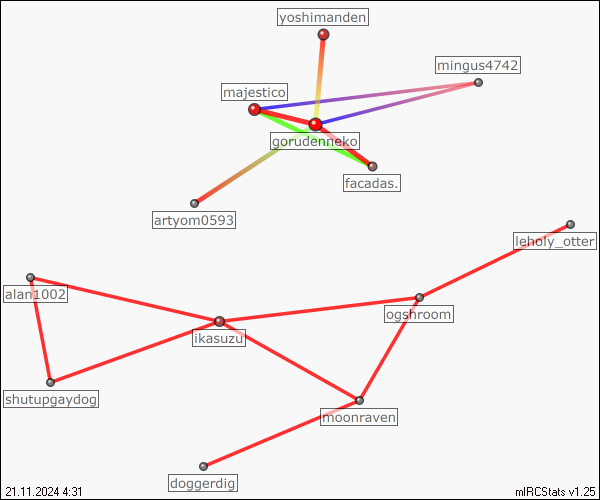 yoshimanden
mingus4742
majestico
gorudenneko
facadas.
artyom0593
leholy_otter
alan1002
ogshroom
ikasuzu
shutupgaydog
moonraven
doggerdig
21.11.2024 4:31
mIRCStats v1.25